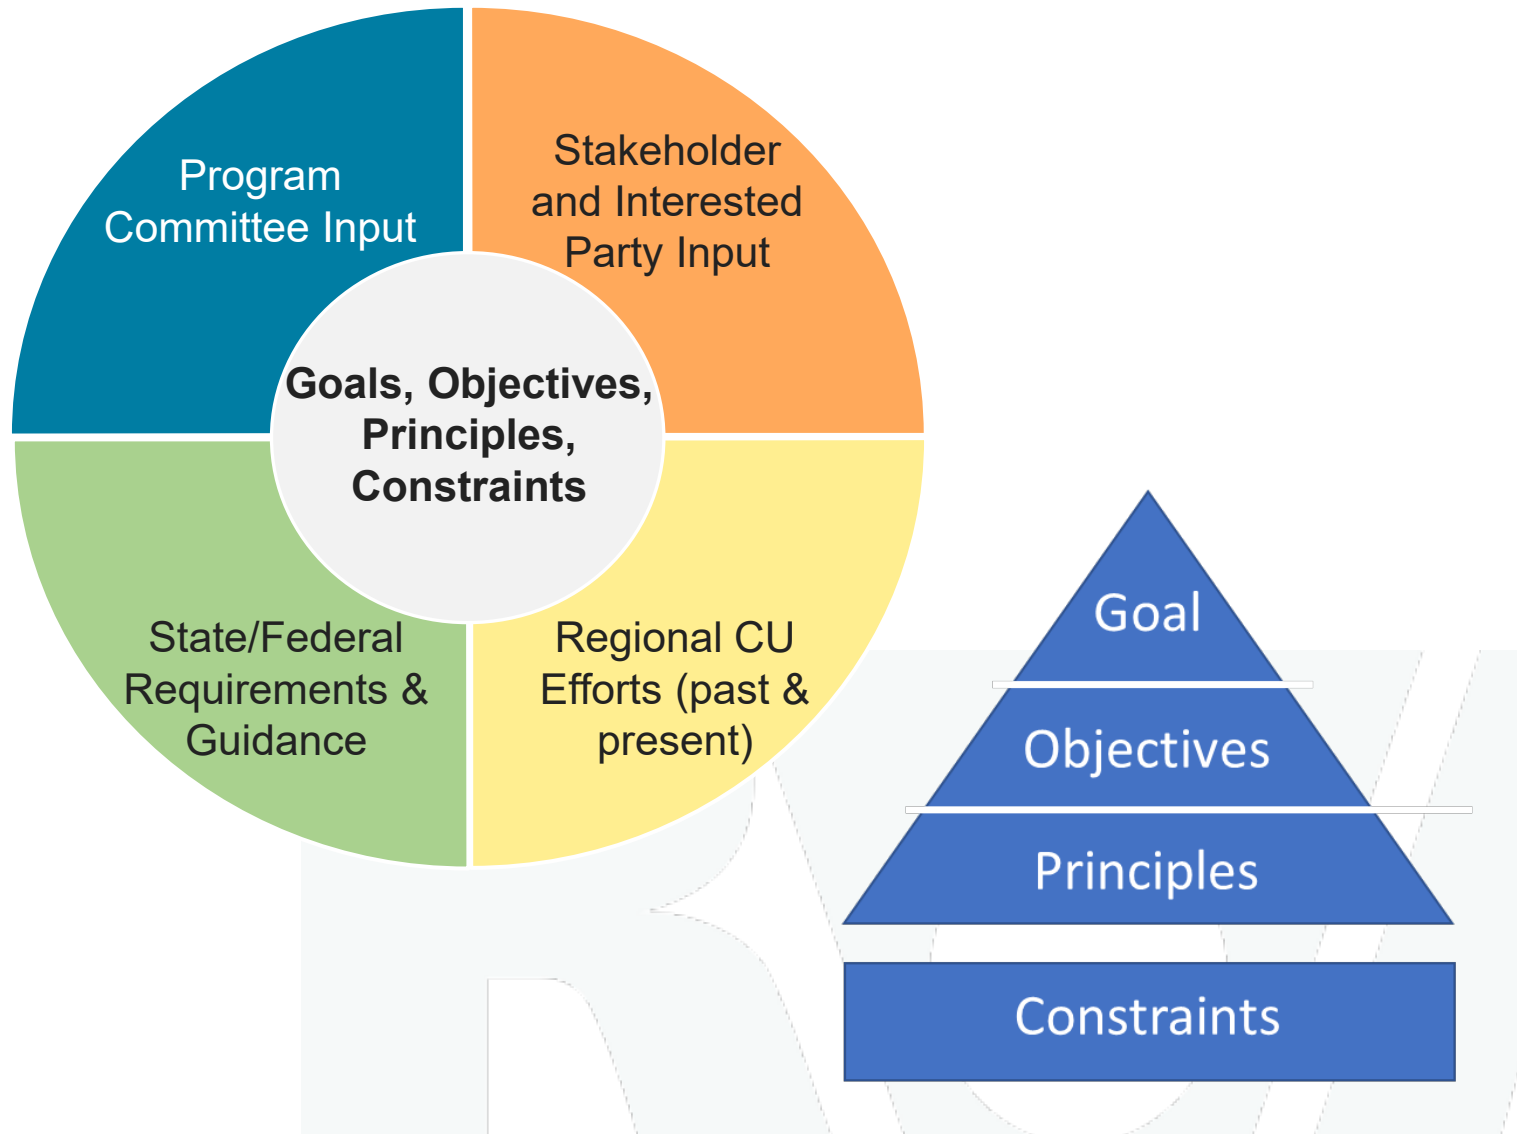 Program
Committee Input
Stakeholder
and Interested
Party Input
Goals, Objectives,
Principles,
Constraints
State/Federal
Requirements &
Guidance
Regional CU
Efforts (past &
present)
Goal
Objectives
Principles
Constraints